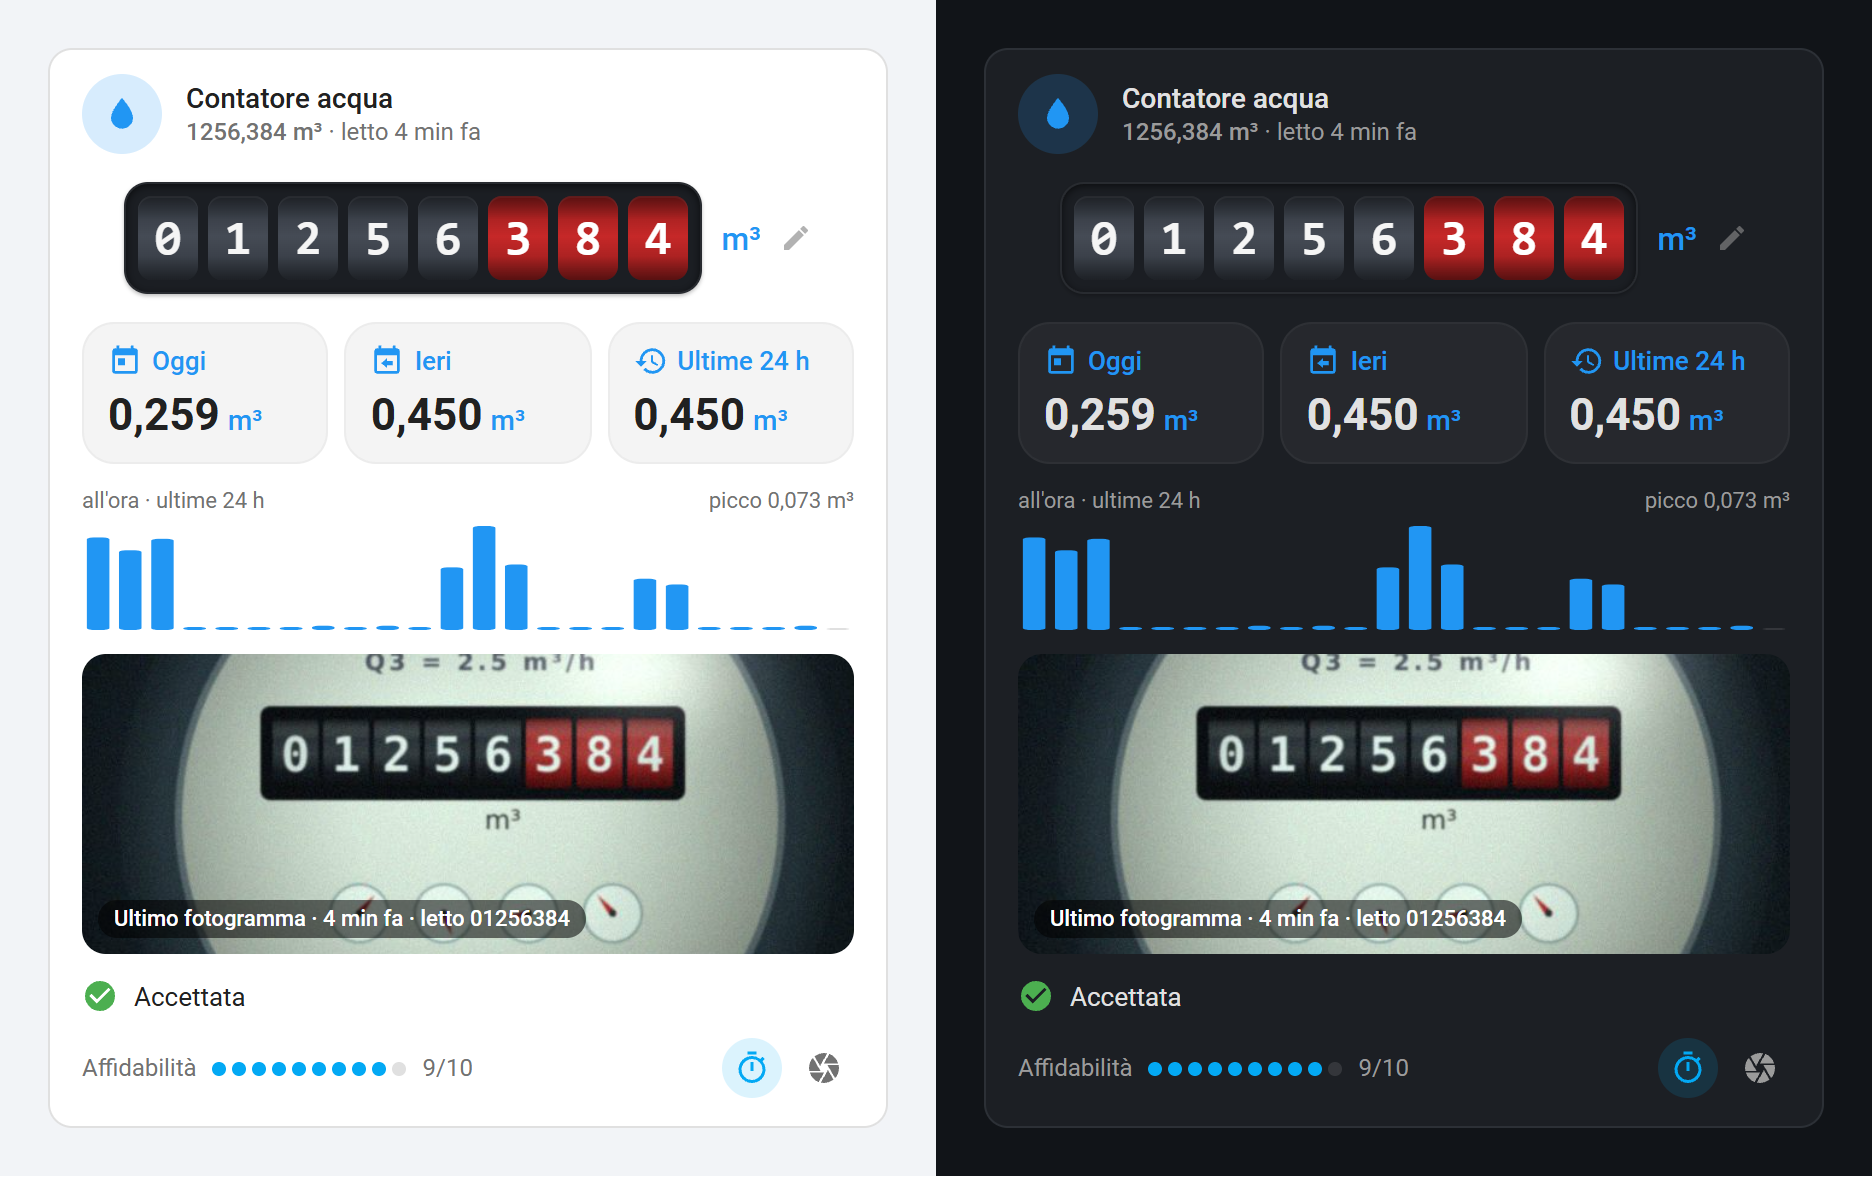 Contatore acqua
1256,384 m³ · letto 4 min fa
0 1 2 5 6 3 8 4 m³
Oggi
0,259 m³
Ieri
0,450 m³
Ultime 24 h
0,450 m³
all'ora · ultime 24 h
picco 0,073 m³
Q3 = 2.5 m³/h
0 1 2 5 6 3 8 4
m³
Ultimo fotogramma · 4 min fa · letto 01256384
Accettata
Affidabilità 9/10
Contatore acqua
1256,384 m³ · letto 4 min fa
0 1 2 5 6 3 8 4 m³
Oggi
0,259 m³
Ieri
0,450 m³
Ultime 24 h
0,450 m³
all'ora · ultime 24 h
picco 0,073 m³
Q3 = 2.5 m³/h
0 1 2 5 6 3 8 4
m³
Ultimo fotogramma · 4 min fa · letto 01256384
Accettata
Affidabilità 9/10